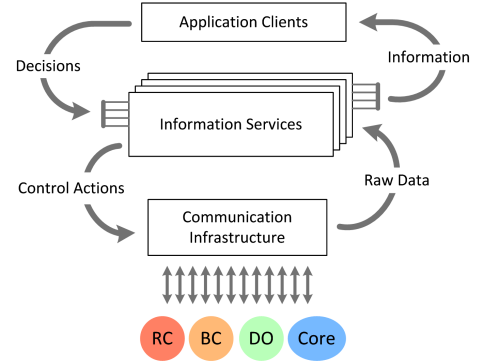 Application Clients
Decisions
Information
Information Services
Control Actions
Raw Data
Communication
Infrastructure
RC
BC
DO
Core